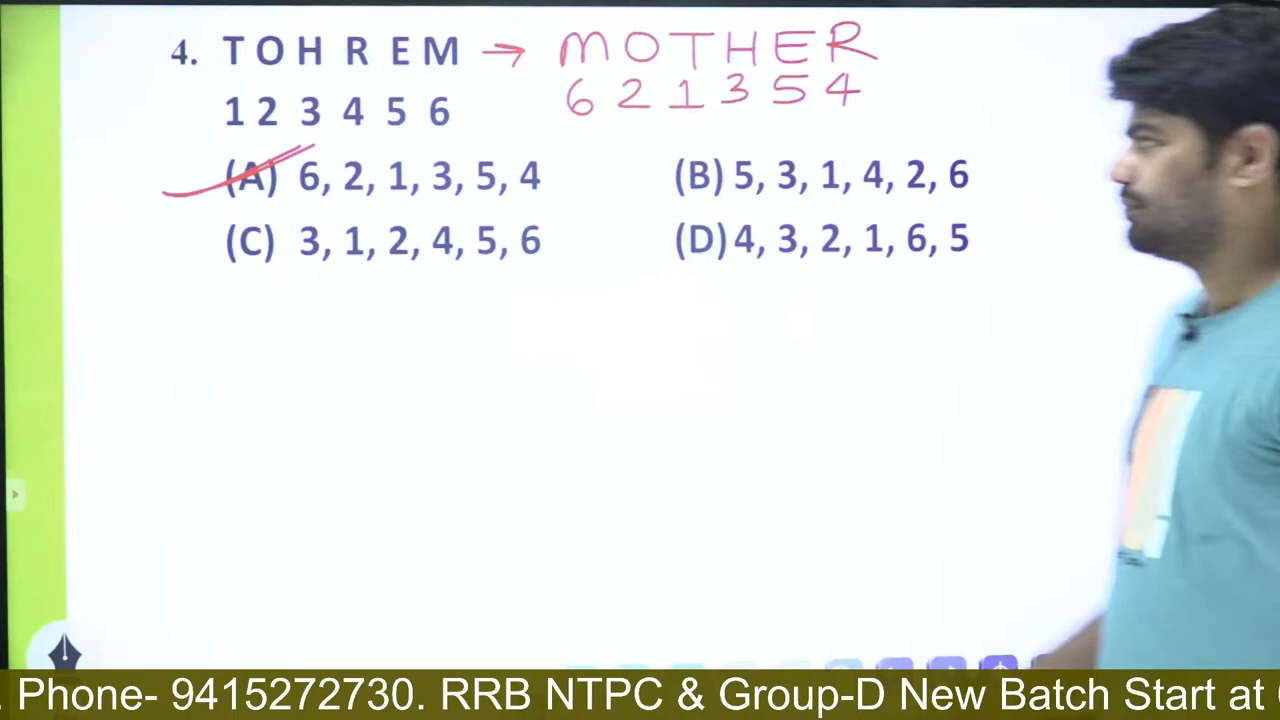 4. T O H R E M → MOTHER
1 2 3 4 5 6 6 2 1 3 5 4
(A) 6, 2, 1, 3, 5, 4 (B) 5, 3, 1, 4, 2, 6
(C) 3, 1, 2, 4, 5, 6 (D) 4, 3, 2, 1, 6, 5
. Phone- 9415272730. RRB NTPC & Group-D New Batch Start at